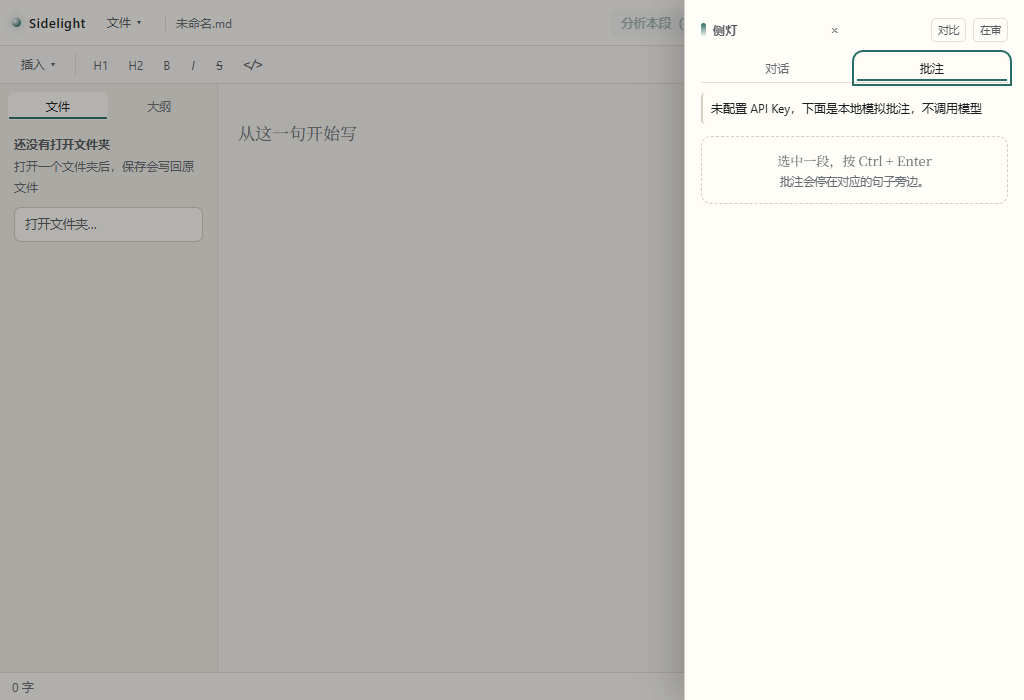 Sidelight 文件 未命名.md 分析本段（
插入 H1 H2 B I S </>
文件 大纲
还没有打开文件夹
打开一个文件夹后，保存会写回原
文件
打开文件夹...
从这一句开始写
0 字
侧灯 × 对比 在审
对话 批注
未配置 API Key，下面是本地模拟批注，不调用模型
选中一段，按 Ctrl + Enter
批注会停在对应的句子旁边。